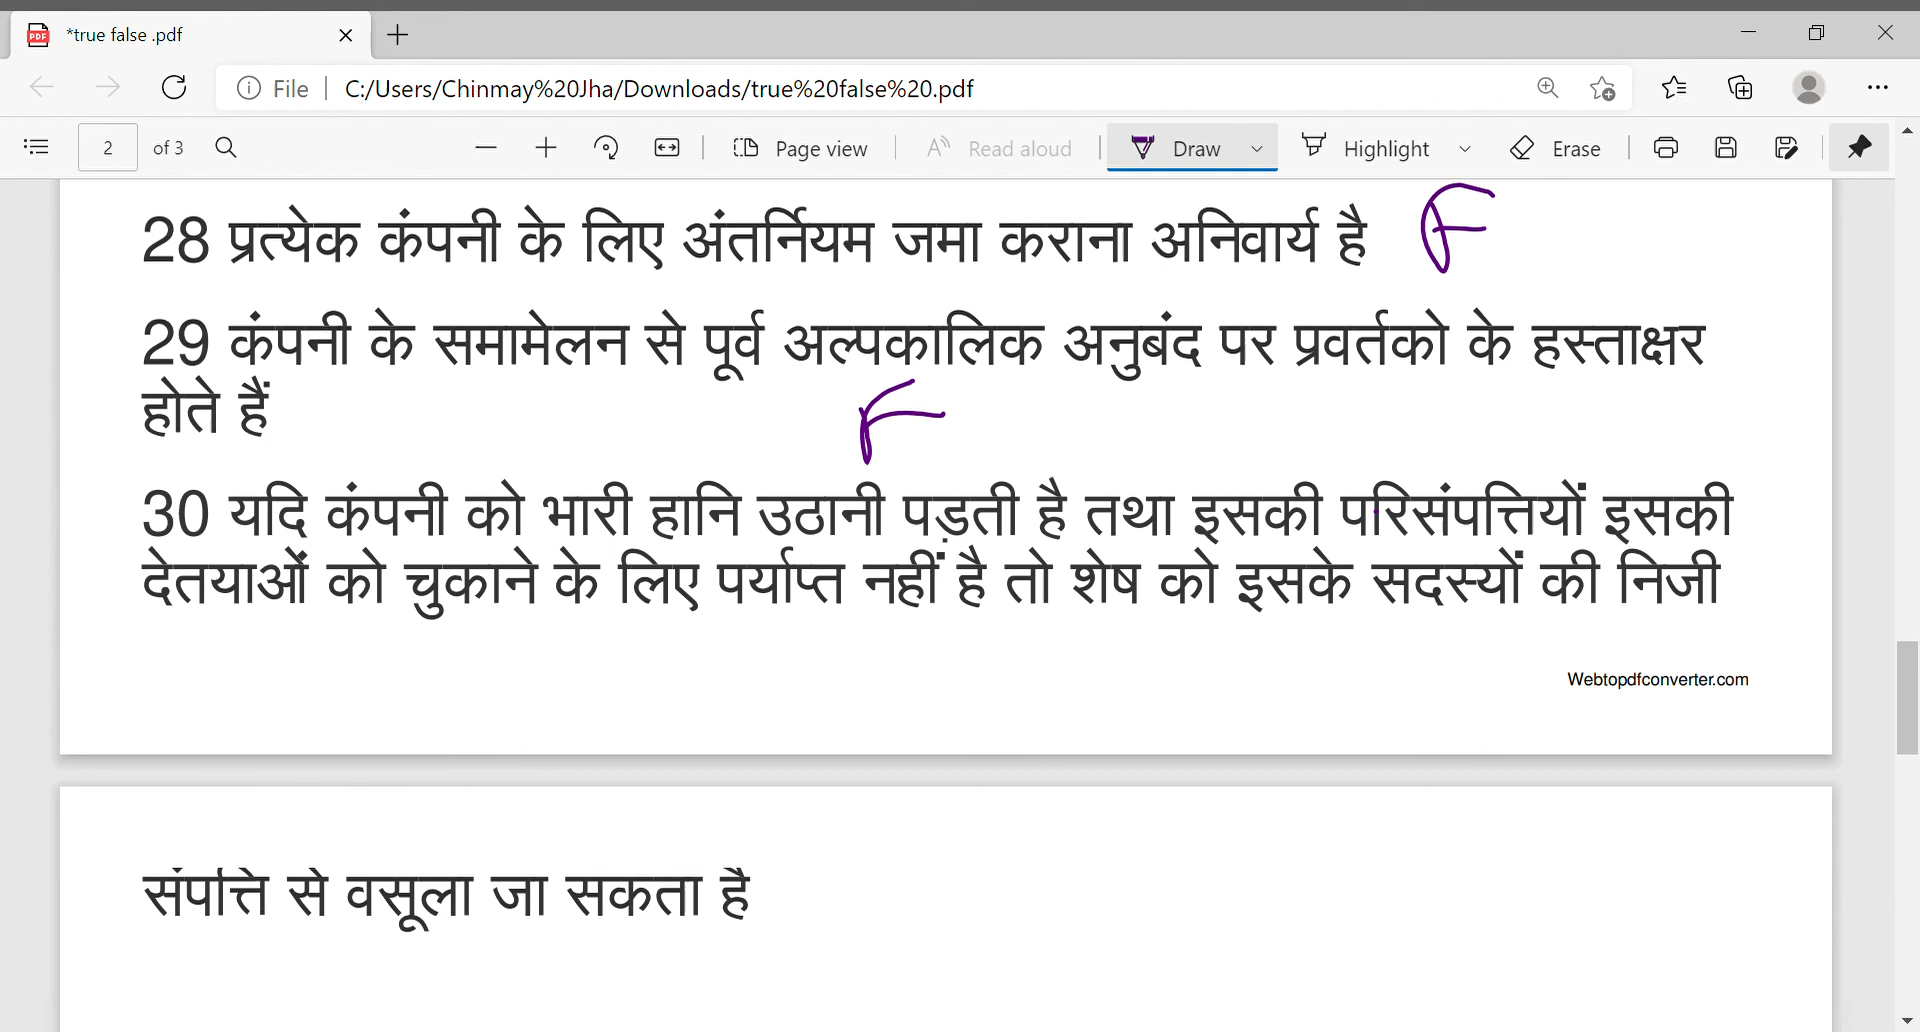 *true false .pdf
File C:/Users/Chinmay%20Jha/Downloads/true%20false%20.pdf
2 of 3 Page view Read aloud Draw Highlight Erase
28 प्रत्येक कंपनी के लिए अंतर्नियम जमा कराना अनिवार्य है F
29 कंपनी के समामेलन से पूर्व अल्पकालिक अनुबंद पर प्रवर्तको के हस्ताक्षर
होते हैं
F
30 यदि कंपनी को भारी हानि उठानी पड़ती है तथा इसकी परिसंपत्तियों इसकी
देतयाओं को चुकाने के लिए पर्याप्त नहीं है तो शेष को इसके सदस्यों की निजी
Webtopdfconverter.com
संपत्ति से वसूला जा सकता है